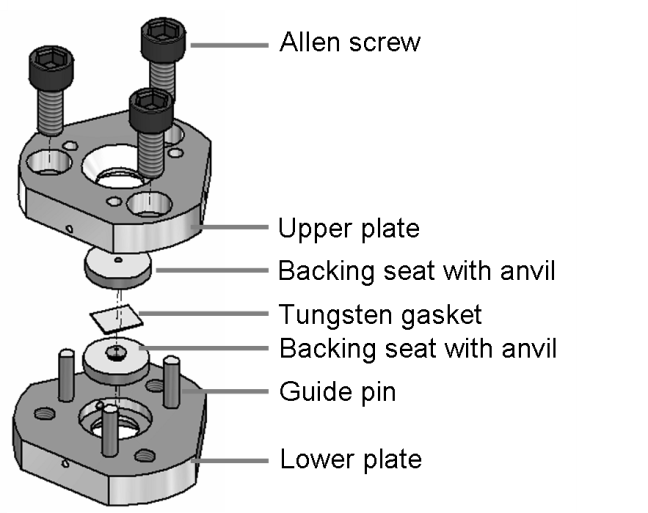 Allen screw
Upper plate
Backing seat with anvil
Tungsten gasket
Backing seat with anvil
Guide pin
Lower plate